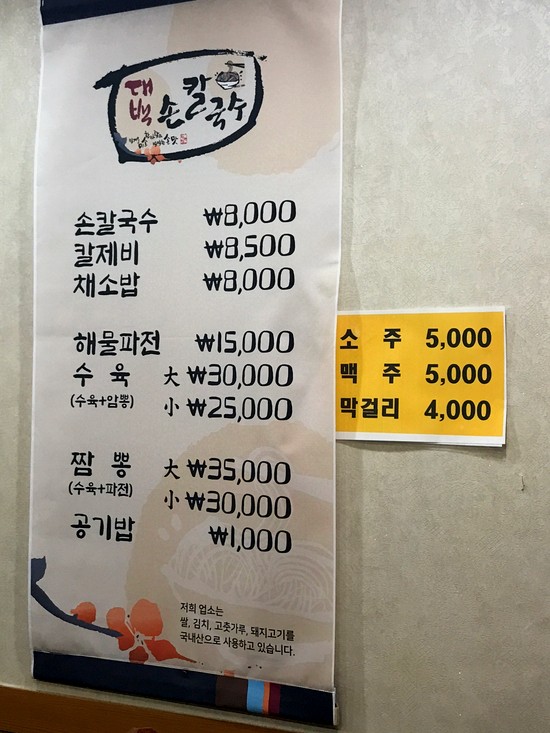 태백 손칼국수
손칼국수 ₩8,000
칼제비 ₩8,500
채소밥 ₩8,000
해물파전 ₩15,000
수육 大 ₩30,000
(수육+암뽕) 小 ₩25,000
짬뽕 大 ₩35,000
(수육+파전) 小 ₩30,000
공기밥 ₩1,000
저희 업소는
쌀, 김치, 고춧가루, 돼지고기를
국내산으로 사용하고 있습니다.
소주 5,000
맥주 5,000
막걸리 4,000